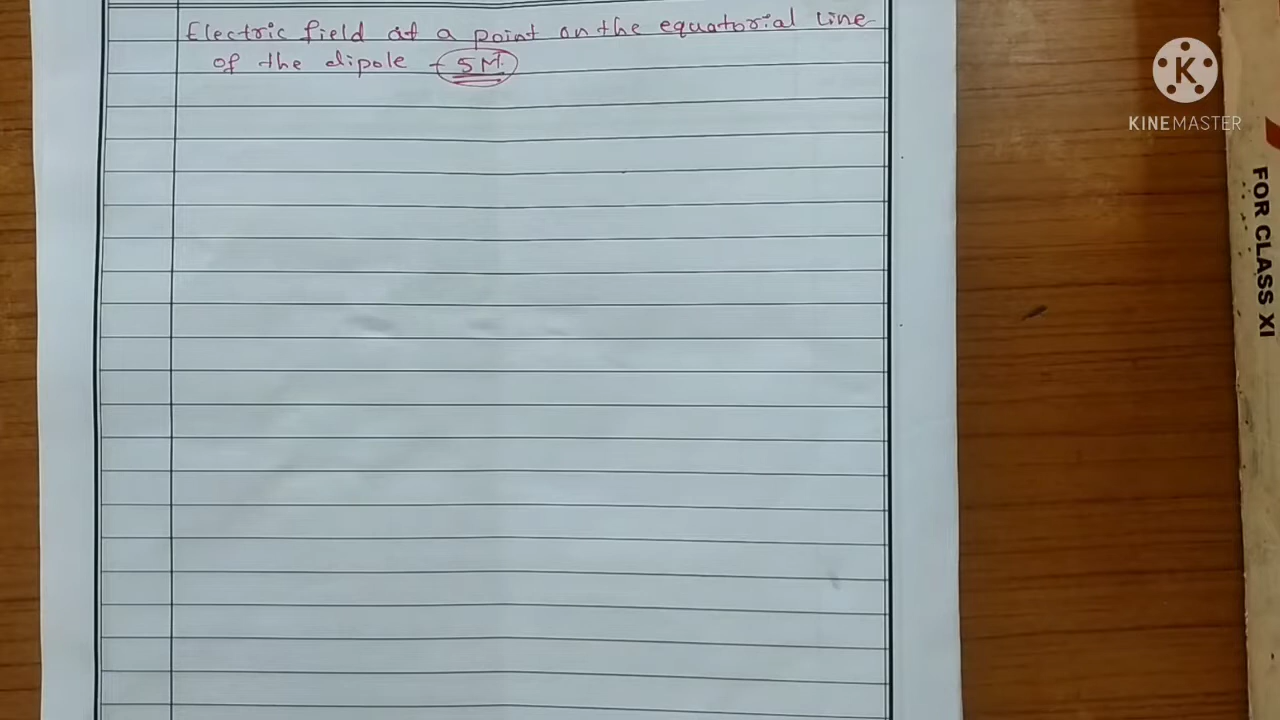 Electric field at a point on the equatorial line
of the dipole - 5M.
K
KINEMASTER
FOR CLASS XI